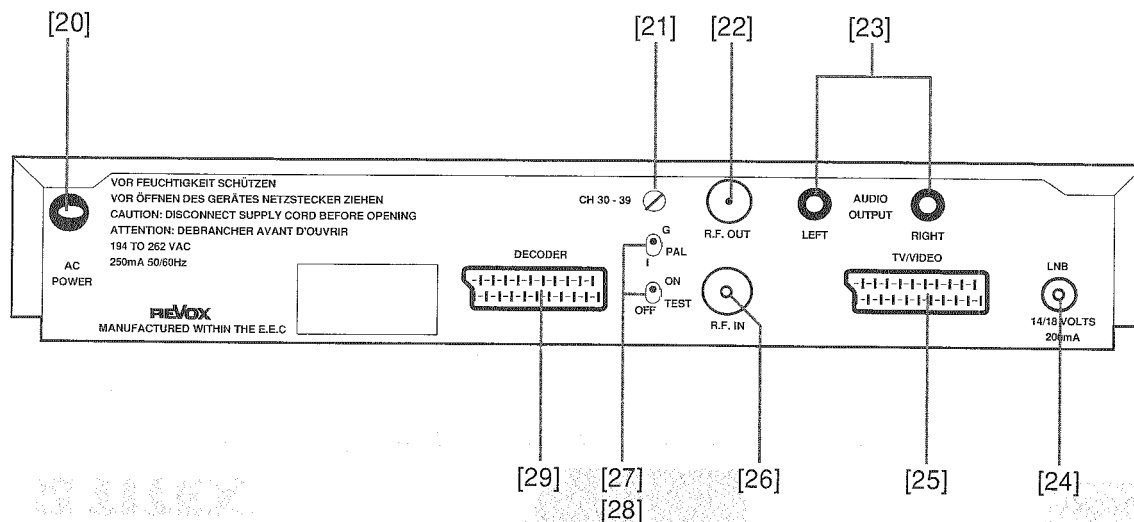 [20]
[21]
[22]
[23]
VOR FEUCHTIGKEIT SCHÜTZEN
VOR ÖFFNEN DES GERÄTES NETZSTECKER ZIEHEN
CAUTION: DISCONNECT SUPPLY CORD BEFORE OPENING
ATTENTION: DEBRANCHER AVANT D'OUVRIR
194 TO 262 VAC
250mA 50/60Hz
AC
POWER
REVOX
MANUFACTURED WITHIN THE E.E.C
DECODER
CH 30 - 39
G
PAL
I
ON
TEST
OFF
R.F. OUT
R.F. IN
LEFT
AUDIO
OUTPUT
RIGHT
TV/VIDEO
LNB
14/18 VOLTS
200mA
[29]
[27]
[28]
[26]
[25]
[24]